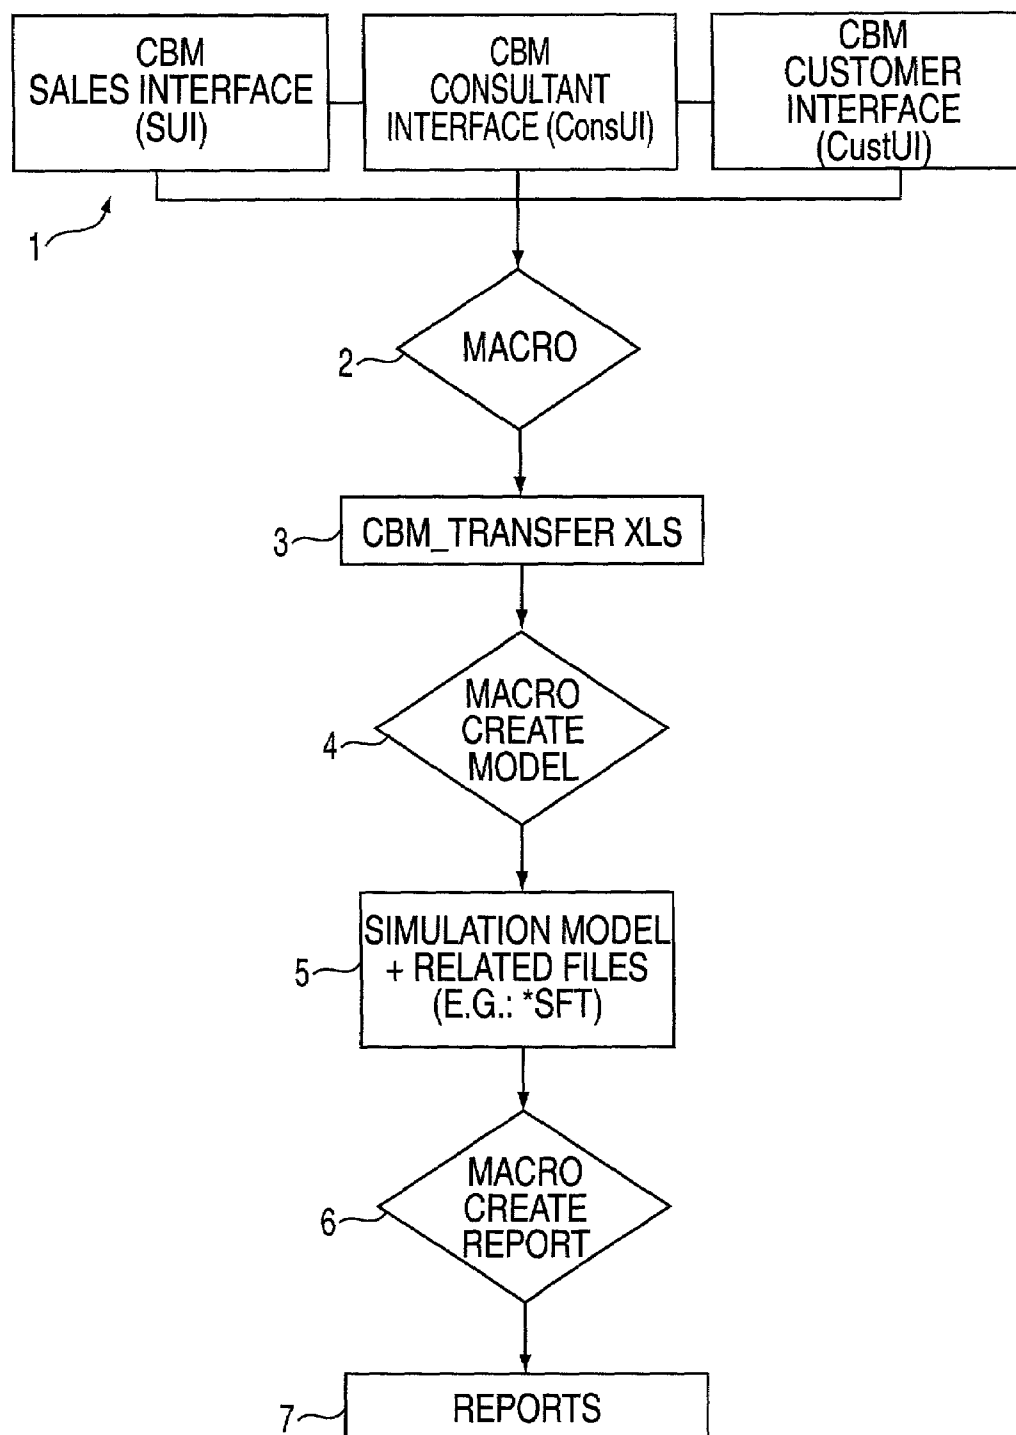 CBM
SALES INTERFACE
(SUI)
CBM
CONSULTANT
INTERFACE (ConsUI)
CBM
CUSTOMER
INTERFACE
(CustUI)
1
2
MACRO
3
CBM_TRANSFER XLS
4
MACRO
CREATE
MODEL
5
SIMULATION MODEL
+ RELATED FILES
(E.G.: *SFT)
6
MACRO
CREATE
REPORT
7
REPORTS